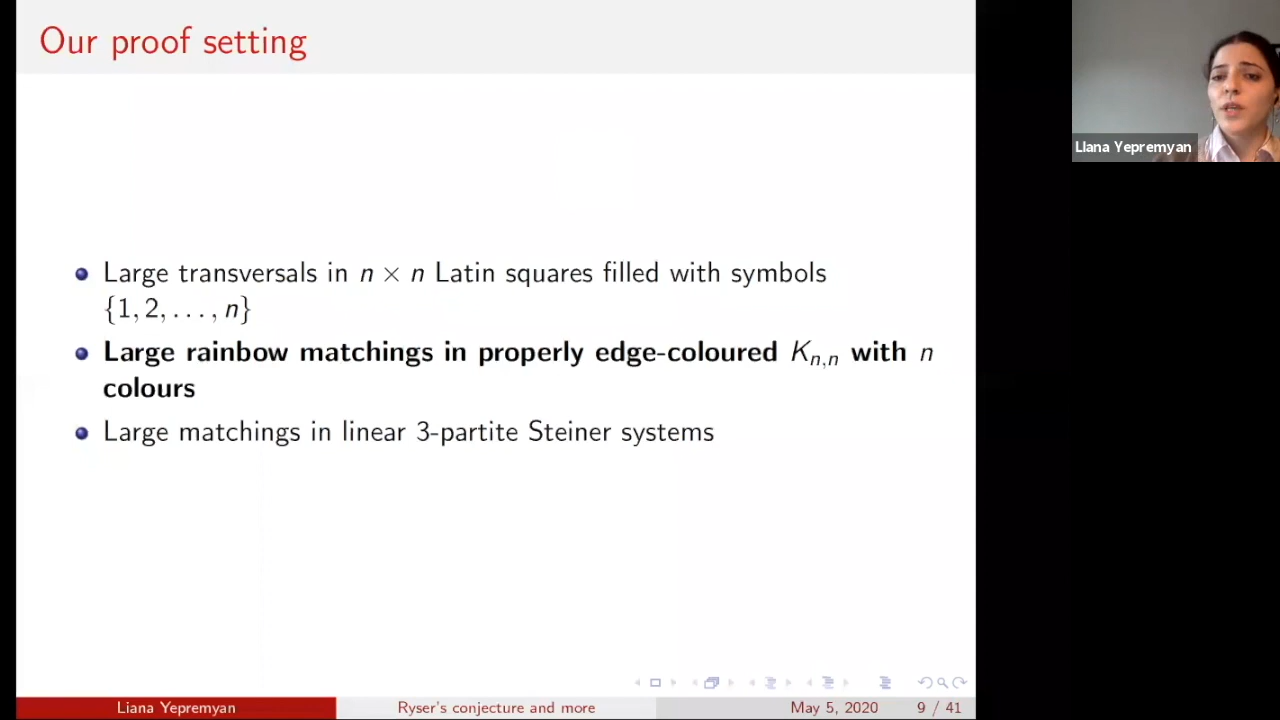 Our proof setting
LIana Yepremyan
Large transversals in n × n Latin squares filled with symbols
{1, 2, . . . , n}
Large rainbow matchings in properly edge-coloured Kn,n with n
colours
Large matchings in linear 3-partite Steiner systems
Liana Yepremyan
Ryser's conjecture and more
May 5, 2020
9 / 41